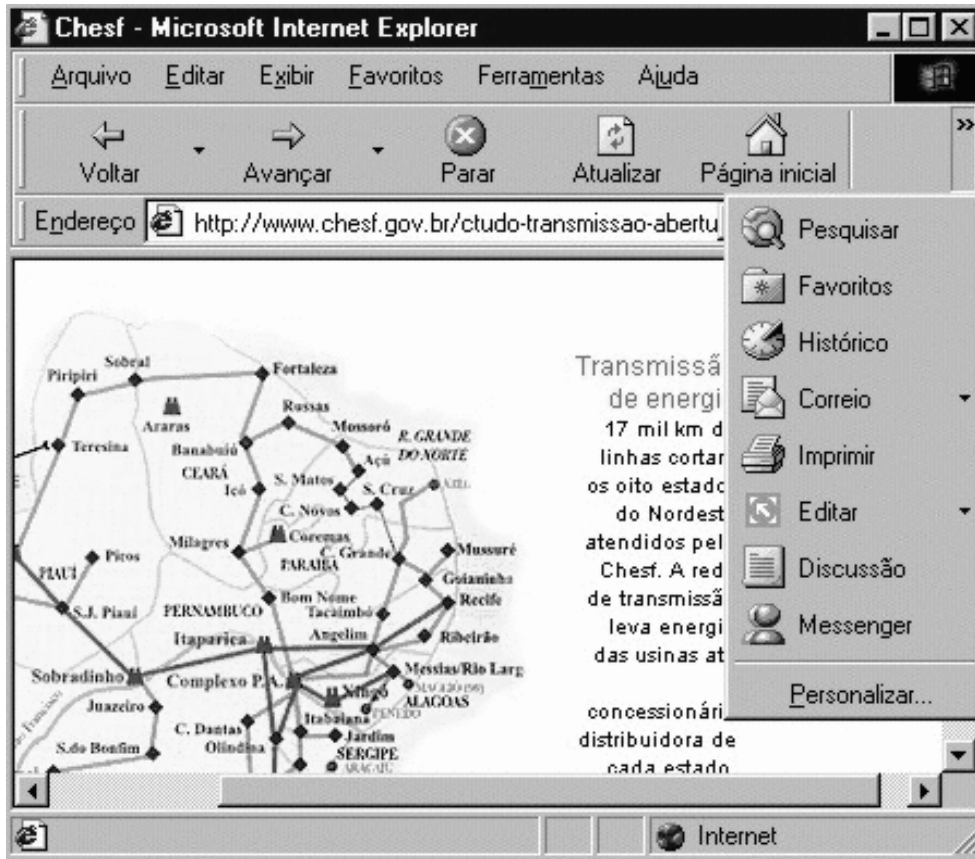 Chesf - Microsoft Internet Explorer
Arquivo Editar Exibir Favoritos Ferramentas Ajuda
Voltar Avançar Parar Atualizar Página inicial »
Endereço http://www.chesf.gov.br/ctudo-transmissao-abertu
Pesquisar
Favoritos
Histórico
Correio
Imprimir
Editar
Discussão
Messenger
Personalizar...
Transmissã
de energi
17 mil km d
linhas cortar
os oito estado
do Nordest
atendidos pel
Chesf. A red
de transmissã
leva energi
das usinas at
concessionári
distribuidora de
cada estado
Sobral
Fortaleza
Piripiri
Araras
Russas
Mossoró
R. GRANDE
DO NORTE
Teresina
Banabuiú
Açú
CEARÁ
Icó
S. Matos
S. Cruz
C. Novos
Milagres
Coremas
PARAÍBA
C. Grande
Mussuré
Picos
PIAUÍ
Goianinha
Bom Nome
Recife
S.J. Piauí
PERNAMBUCO
Tacaimbó
Itaparica
Angelim
Ribeirão
Sobradinho
Complexo P.A.
Messias/Rio Larg
Xingó
ALAGOAS
Juazeiro
PENEDO
Itabaiana
C. Dantas
Jardim
S.do Bonfim
Olindina
SERGIPE
ARACAJU
Internet